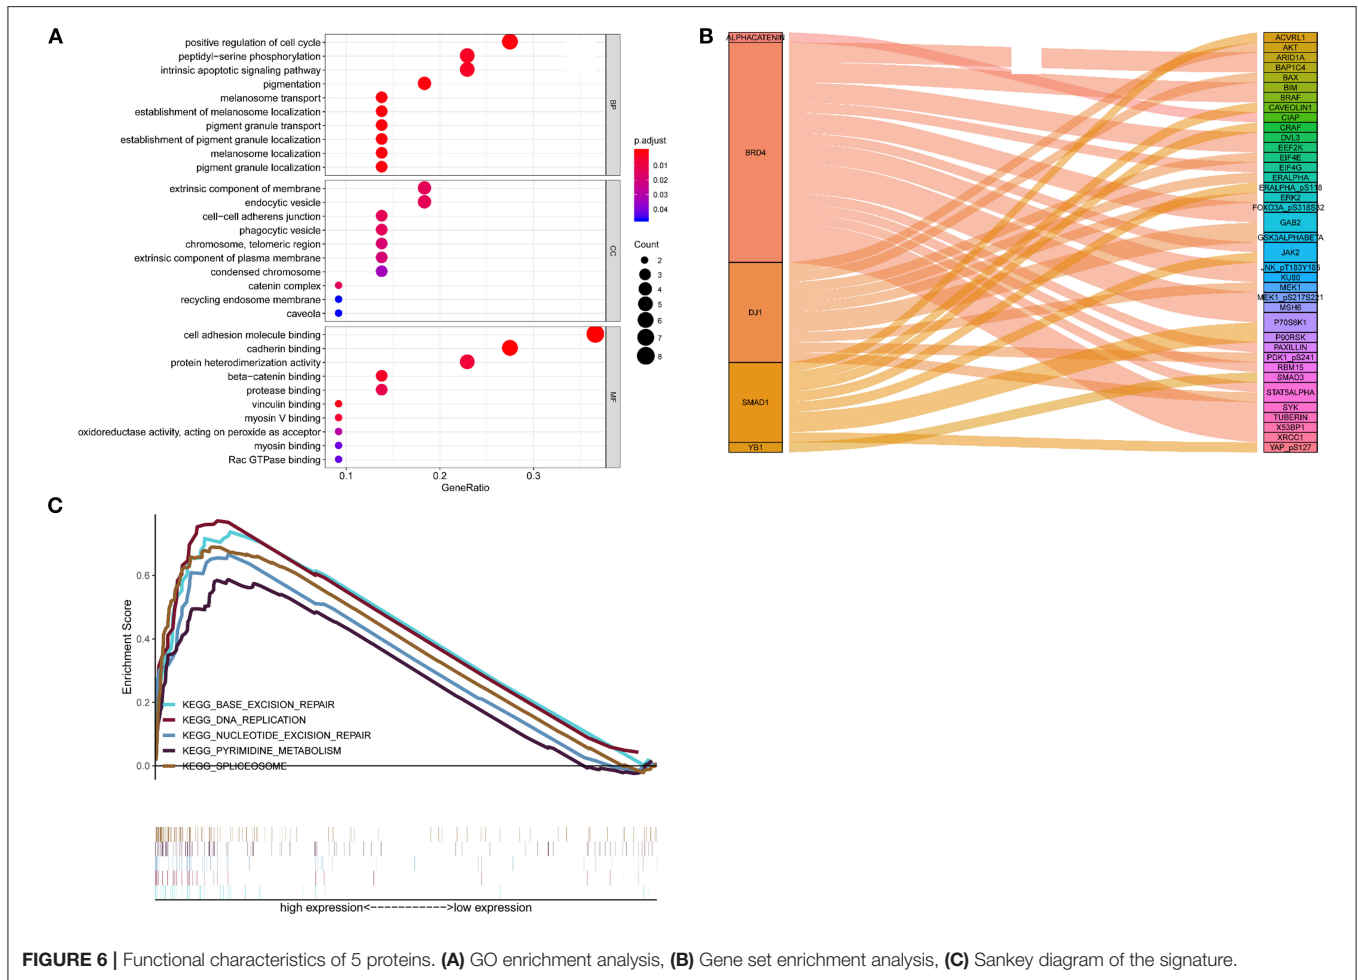 A
positive regulation of cell cycle
peptidyl−serine phosphorylation
intrinsic apoptotic signaling pathway
pigmentation
melanosome transport
establishment of melanosome localization
pigment granule transport
establishment of pigment granule localization
melanosome localization
pigment granule localization
BP
extrinsic component of membrane
endocytic vesicle
cell−cell adherens junction
phagocytic vesicle
chromosome, telomeric region
extrinsic component of plasma membrane
condensed chromosome
catenin complex
recycling endosome membrane
caveola
CC
cell adhesion molecule binding
cadherin binding
protein heterodimerization activity
beta−catenin binding
protease binding
vinculin binding
myosin V binding
oxidoreductase activity, acting on peroxide as acceptor
myosin binding
Rac GTPase binding
MF
0.1 0.2 0.3
GeneRatio
p.adjust
0.01
0.02
0.03
0.04
Count
2
3
4
5
6
7
8
B
ALPHACATENIN
BRD4
DJ1
SMAD1
YB1
ACVRL1
AKT
ARID1A
BAP1C4
BAX
BIM
BRAF
CAVEOLIN1
CIAP
CRAF
DVL3
EEF2K
EIF4E
EIF4G
ERALPHA
ERALPHA_pS118
ERK2
FOXO3A_pS318S32
GAB2
GSK3ALPHABETA
JAK2
JNK_pT183Y185
KU80
MEK1
MEK1_pS217S221
MSH6
P70S6K1
P90RSK
PAXILLIN
PDK1_pS241
RBM15
SMAD3
STAT5ALPHA
SYK
TUBERIN
X53BP1
XRCC1
YAP_pS127
C
Enrichment Score
0.6
0.4
0.2
0.0
KEGG_BASE_EXCISION_REPAIR
KEGG_DNA_REPLICATION
KEGG_NUCLEOTIDE_EXCISION_REPAIR
KEGG_PYRIMIDINE_METABOLISM
KEGG_SPLICEOSOME
high expression<----------->low expression
FIGURE 6 | Functional characteristics of 5 proteins. (A) GO enrichment analysis, (B) Gene set enrichment analysis, (C) Sankey diagram of the signature.